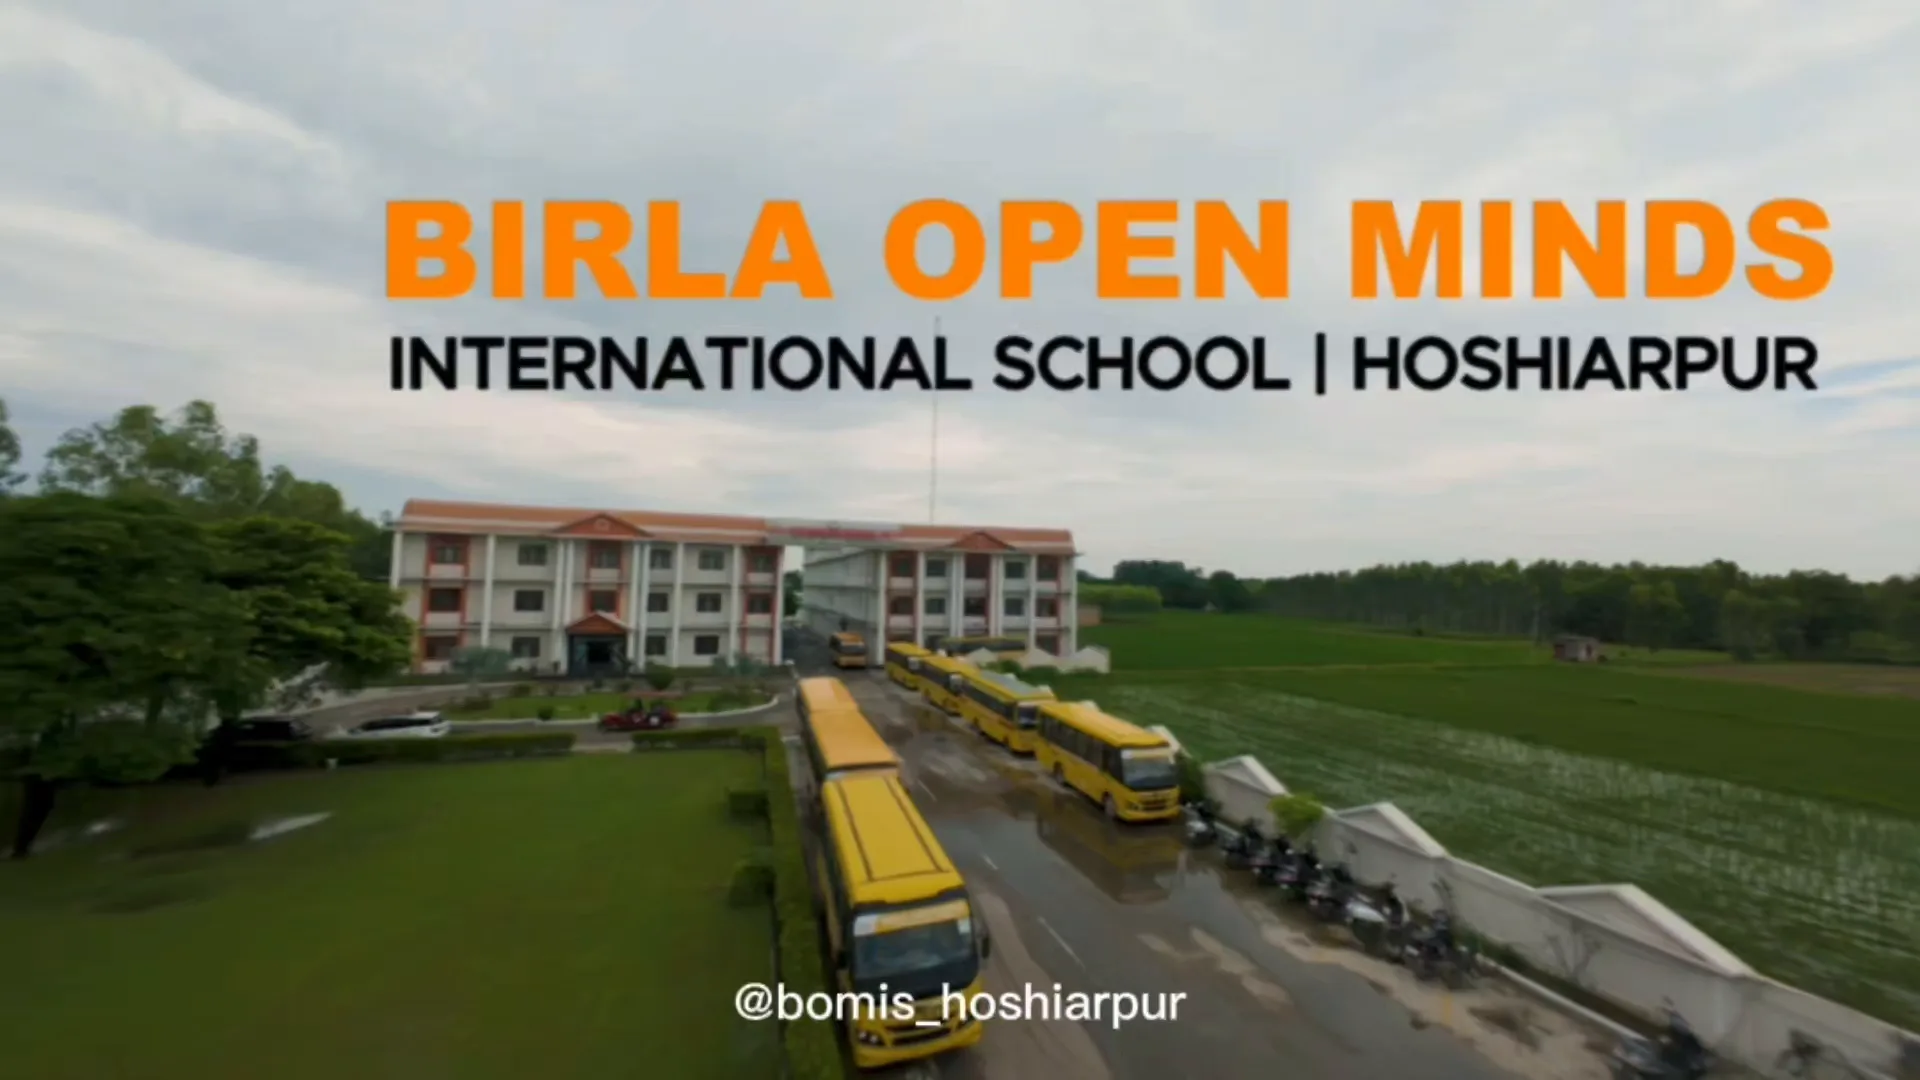 BIRLA OPEN MINDS
INTERNATIONAL SCHOOL | HOSHIARPUR
@bomis_hoshiarpur